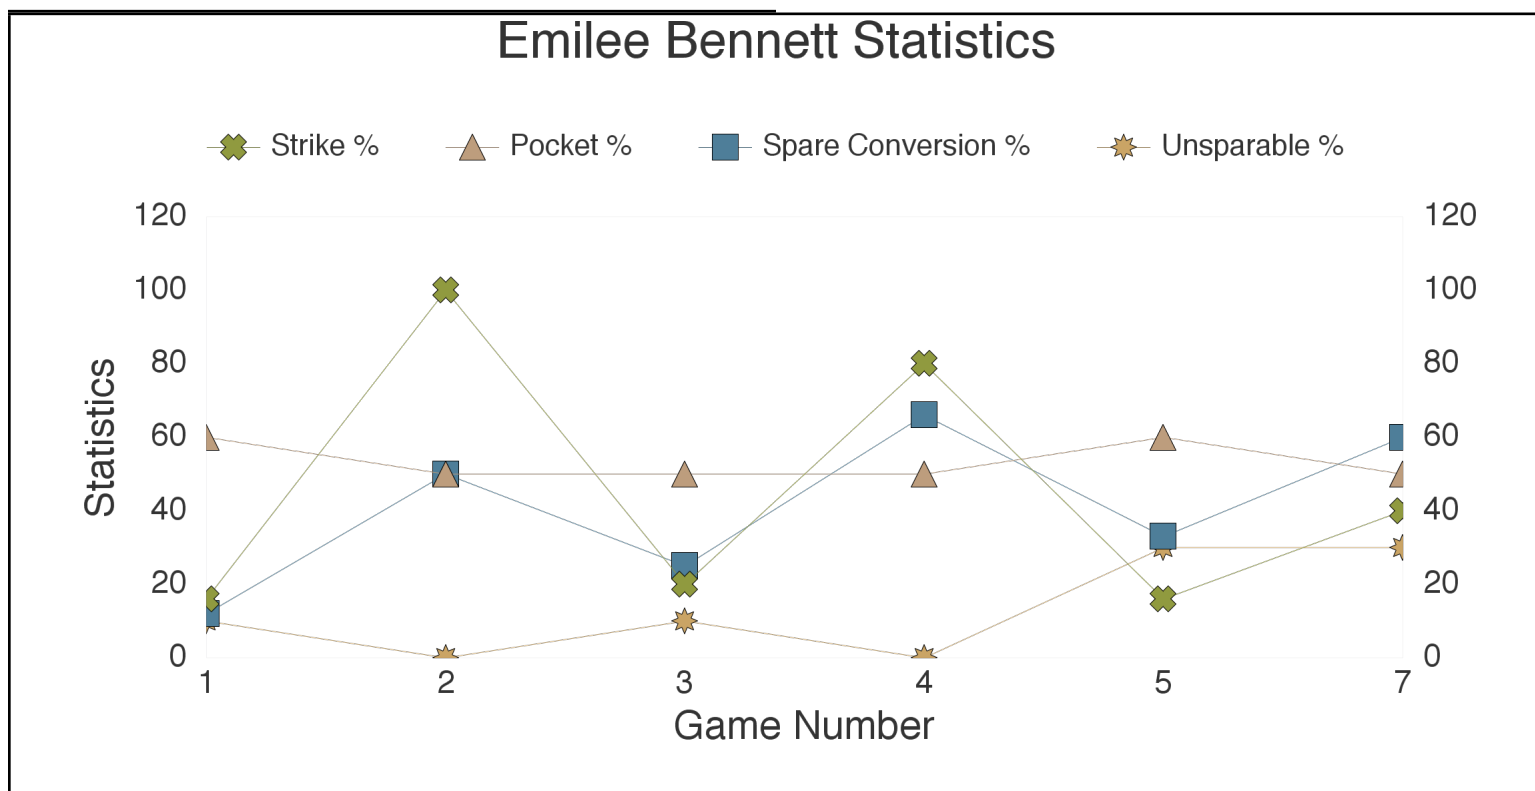 Emilee Bennett Statistics
Strike % Pocket % Spare Conversion % Unsparable %
120 120
100 100
80 80
60 60
40 40
20 20
0 0
Statistics
1 2 3 4 5 7
Game Number